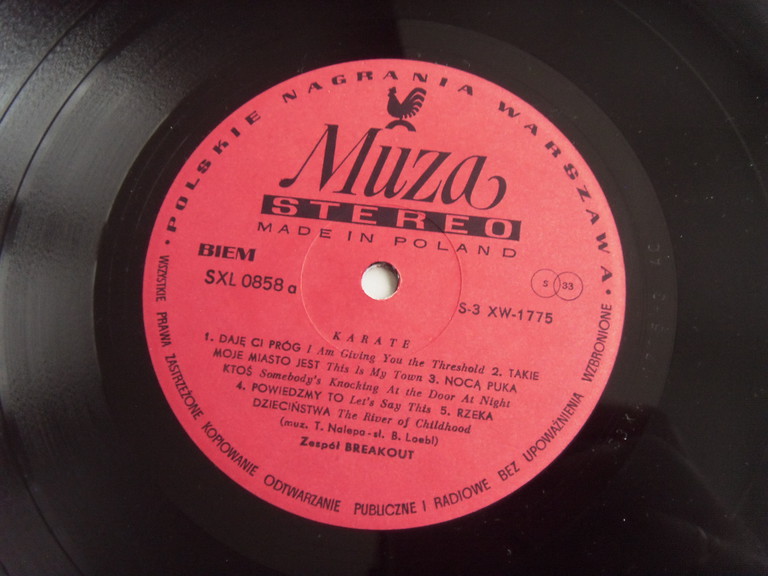 • POLSKIE NAGRANIA WARSZAWA •
Muza
STEREO
MADE IN POLAND
BIEM
SXL 0858 a
S 33
S-3 XW-1775
KARATE
1. DAJĘ CI PRÓG I Am Giving You the Threshold 2. TAKIE
MOJE MIASTO JEST This Is My Town 3. NOCĄ PUKA
KTOŚ Somebody's Knocking At the Door At Night
4. POWIEDZMY TO Let's Say This 5. RZEKA
DZIECIŃSTWA The River of Childhood
(muz. T. Nalepa - sł. B. Loebl)
Zespół BREAKOUT
WSZYSTKIE PRAWA ZASTRZEŻONE KOPIOWANIE ODTWARZANIE PUBLICZNE I RADIOWE BEZ UPOWAŻNIENIA WZBRONIONE